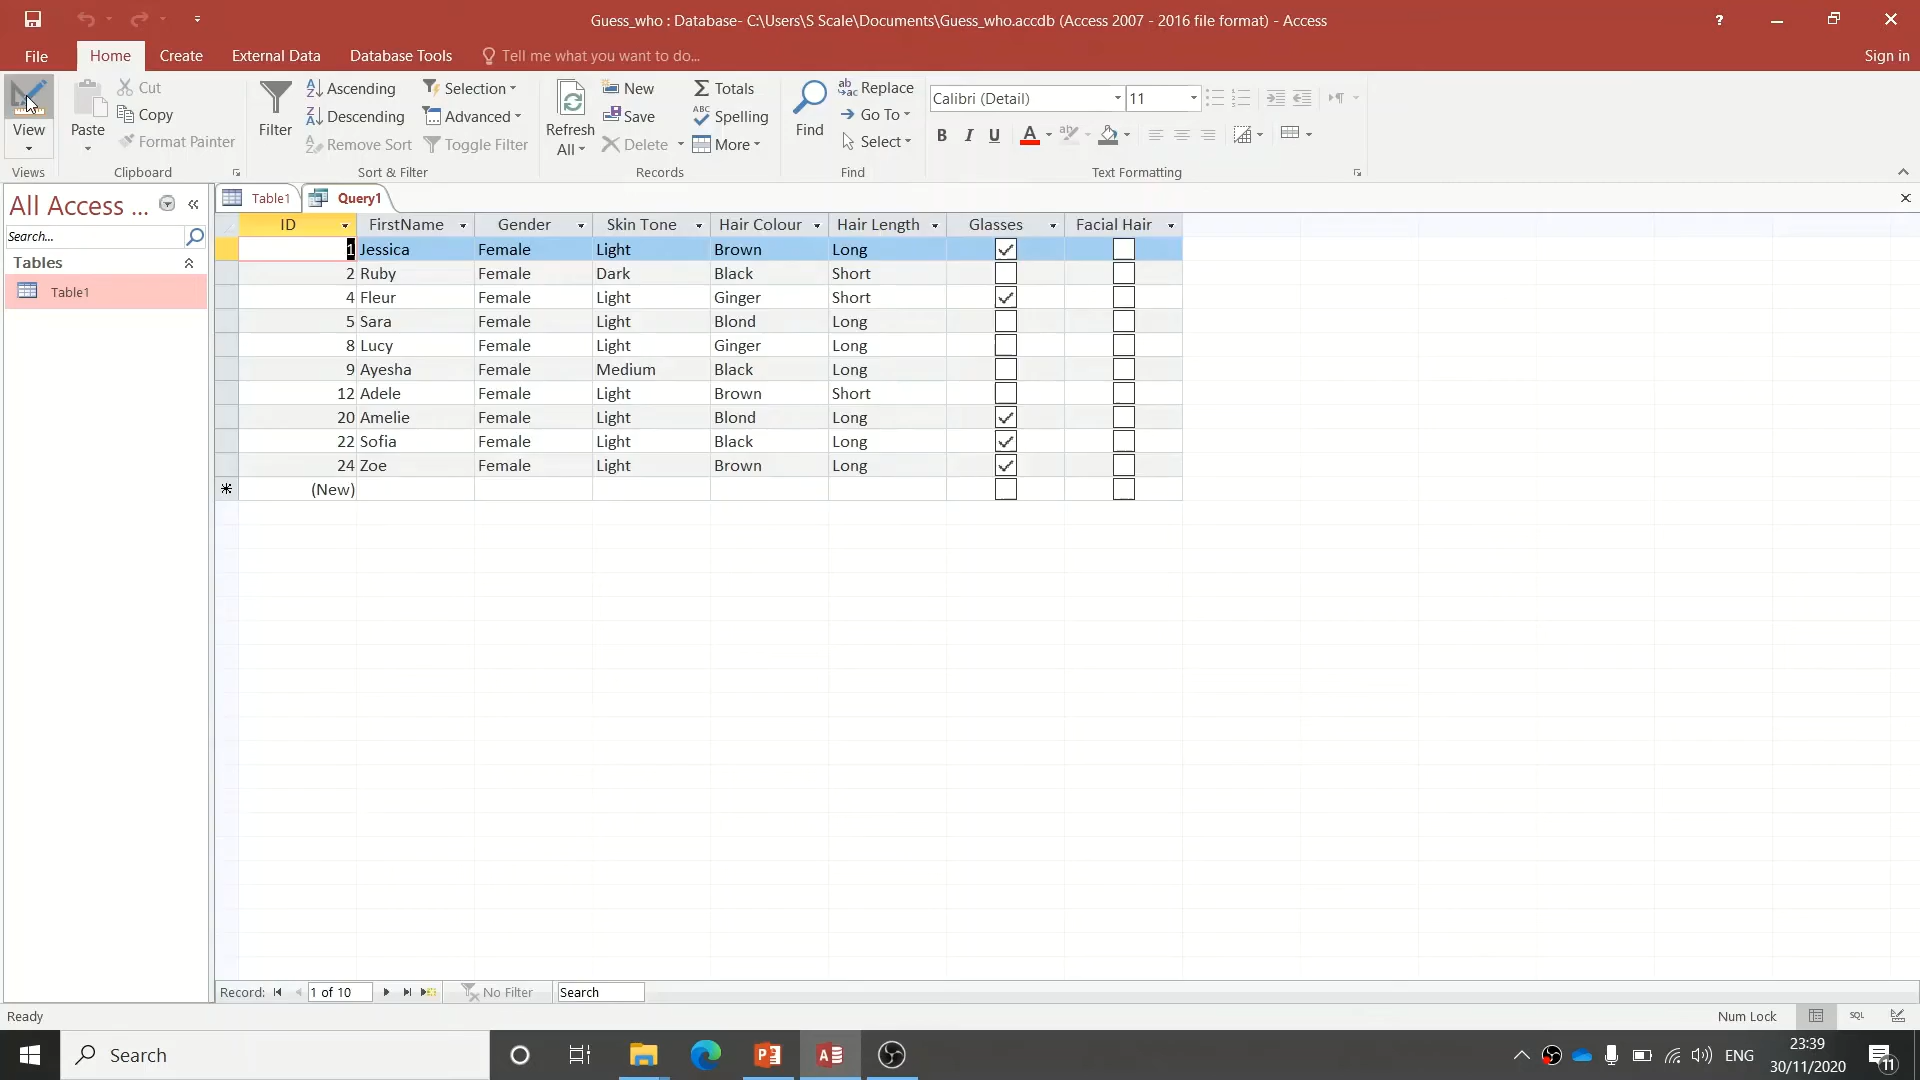 Guess_who : Database- C:\Users\S Scale\Documents\Guess_who.accdb (Access 2007 - 2016 file format) - Access
?
File Home Create External Data Database Tools Tell me what you want to do... Sign in
View
Views
Paste
Cut
Copy
Format Painter
Clipboard
Filter
Ascending
Descending
Remove Sort
Selection
Advanced
Toggle Filter
Sort & Filter
Refresh
All
New
Save
Delete
Totals
Spelling
More
Records
Find
Replace
Go To
Select
Find
Calibri (Detail) 11
B I U A
Text Formatting
All Access ...
Search...
Tables
Table1
Table1 Query1
ID FirstName Gender Skin Tone Hair Colour Hair Length Glasses Facial Hair
1 Jessica Female Light Brown Long
2 Ruby Female Dark Black Short
4 Fleur Female Light Ginger Short
5 Sara Female Light Blond Long
8 Lucy Female Light Ginger Long
9 Ayesha Female Medium Black Long
12 Adele Female Light Brown Short
20 Amelie Female Light Blond Long
22 Sofia Female Light Black Long
24 Zoe Female Light Brown Long
(New)
Record: 1 of 10 No Filter Search
Ready Num Lock SQL
Search
ENG
23:39
30/11/2020
11